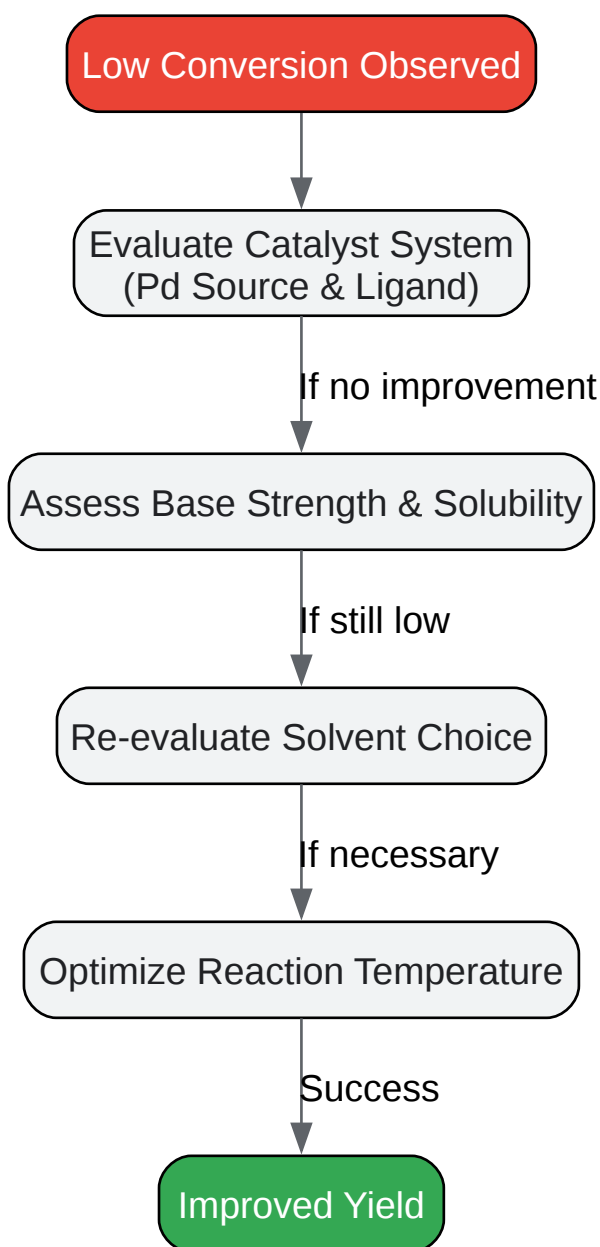 Low Conversion Observed
Evaluate Catalyst System
(Pd Source & Ligand)
If no improvement
Assess Base Strength & Solubility
If still low
Re-evaluate Solvent Choice
If necessary
Optimize Reaction Temperature
Success
Improved Yield